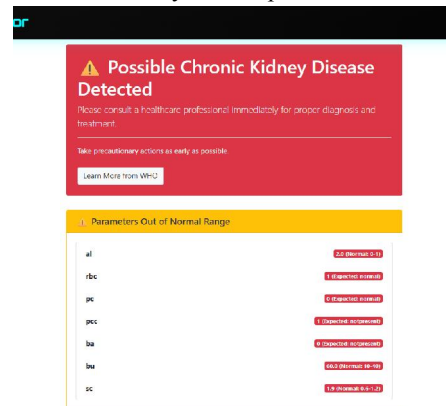 or
⚠ Possible Chronic Kidney Disease
Detected
Please consult a healthcare professional immediately for proper diagnosis and
treatment.
Take precautionary actions as early as possible
Learn More from WHO
⚠ Parameters Out of Normal Range
al 2.0 (Normal: 0-1)
rbc 1 (Expected: normal)
pc 0 (Expected: normal)
pcc 1 (Expected: notpresent)
ba 0 (Expected: notpresent)
bu 60.0 (Normal: 10-40)
sc 1.9 (Normal: 0.6-1.2)